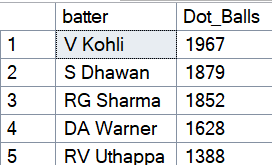 batter Dot_Balls
1 V Kohli 1967
2 S Dhawan 1879
3 RG Sharma 1852
4 DA Warner 1628
5 RV Uthappa 1388